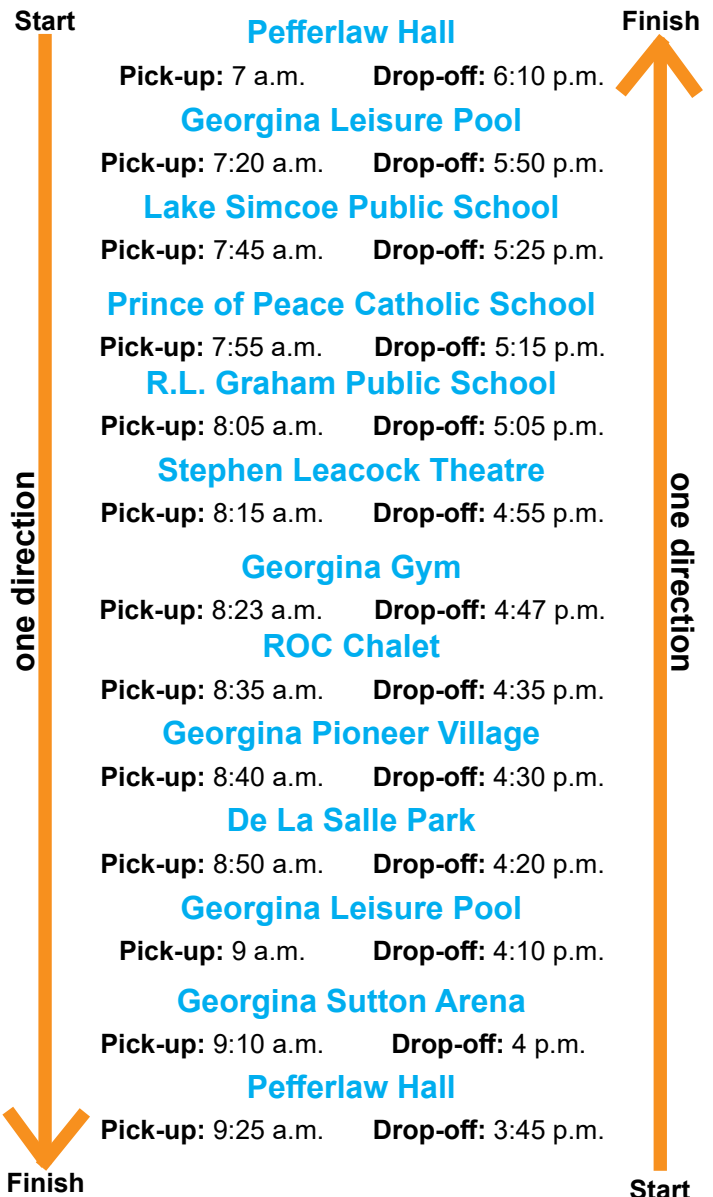 Start
Finish
Pefferlaw Hall
Pick-up: 7 a.m. Drop-off: 6:10 p.m.
Georgina Leisure Pool
Pick-up: 7:20 a.m. Drop-off: 5:50 p.m.
Lake Simcoe Public School
Pick-up: 7:45 a.m. Drop-off: 5:25 p.m.
Prince of Peace Catholic School
Pick-up: 7:55 a.m. Drop-off: 5:15 p.m.
R.L. Graham Public School
Pick-up: 8:05 a.m. Drop-off: 5:05 p.m.
Stephen Leacock Theatre
Pick-up: 8:15 a.m. Drop-off: 4:55 p.m.
Georgina Gym
Pick-up: 8:23 a.m. Drop-off: 4:47 p.m.
ROC Chalet
Pick-up: 8:35 a.m. Drop-off: 4:35 p.m.
Georgina Pioneer Village
Pick-up: 8:40 a.m. Drop-off: 4:30 p.m.
De La Salle Park
Pick-up: 8:50 a.m. Drop-off: 4:20 p.m.
Georgina Leisure Pool
Pick-up: 9 a.m. Drop-off: 4:10 p.m.
Georgina Sutton Arena
Pick-up: 9:10 a.m. Drop-off: 4 p.m.
Pefferlaw Hall
Pick-up: 9:25 a.m. Drop-off: 3:45 p.m.
one direction
one direction
Finish
Start